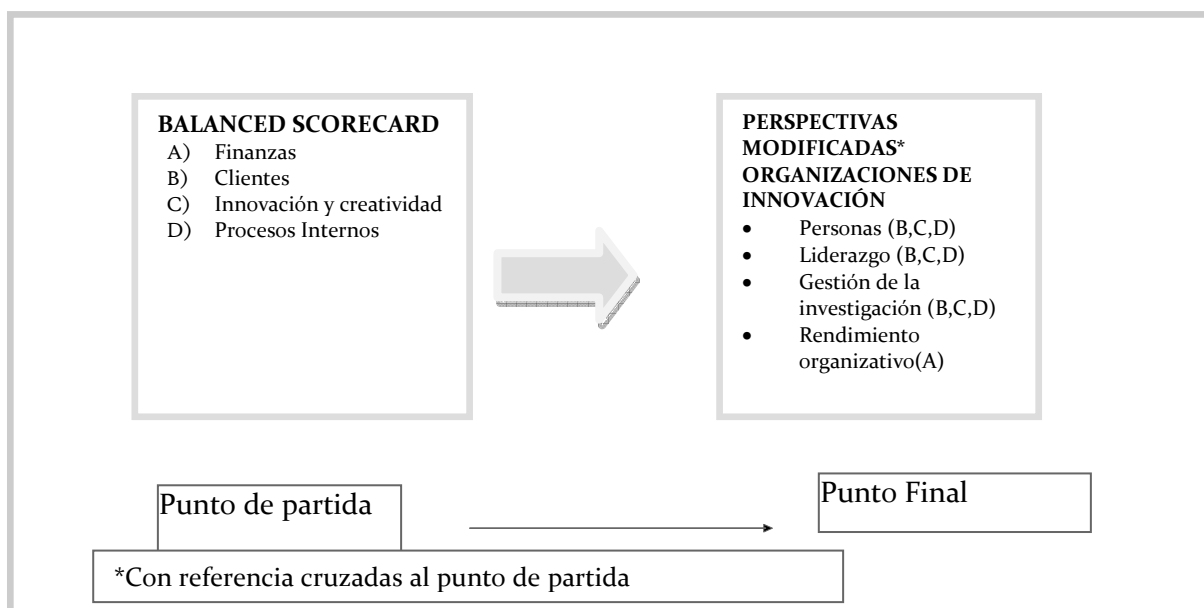 BALANCED SCORECARD
A) Finanzas
B) Clientes
C) Innovación y creatividad
D) Procesos Internos
PERSPECTIVAS
MODIFICADAS*
ORGANIZACIONES DE
INNOVACIÓN
• Personas (B,C,D)
• Liderazgo (B,C,D)
• Gestión de la
investigación (B,C,D)
• Rendimiento
organizativo(A)
Punto de partida
Punto Final
*Con referencia cruzadas al punto de partida